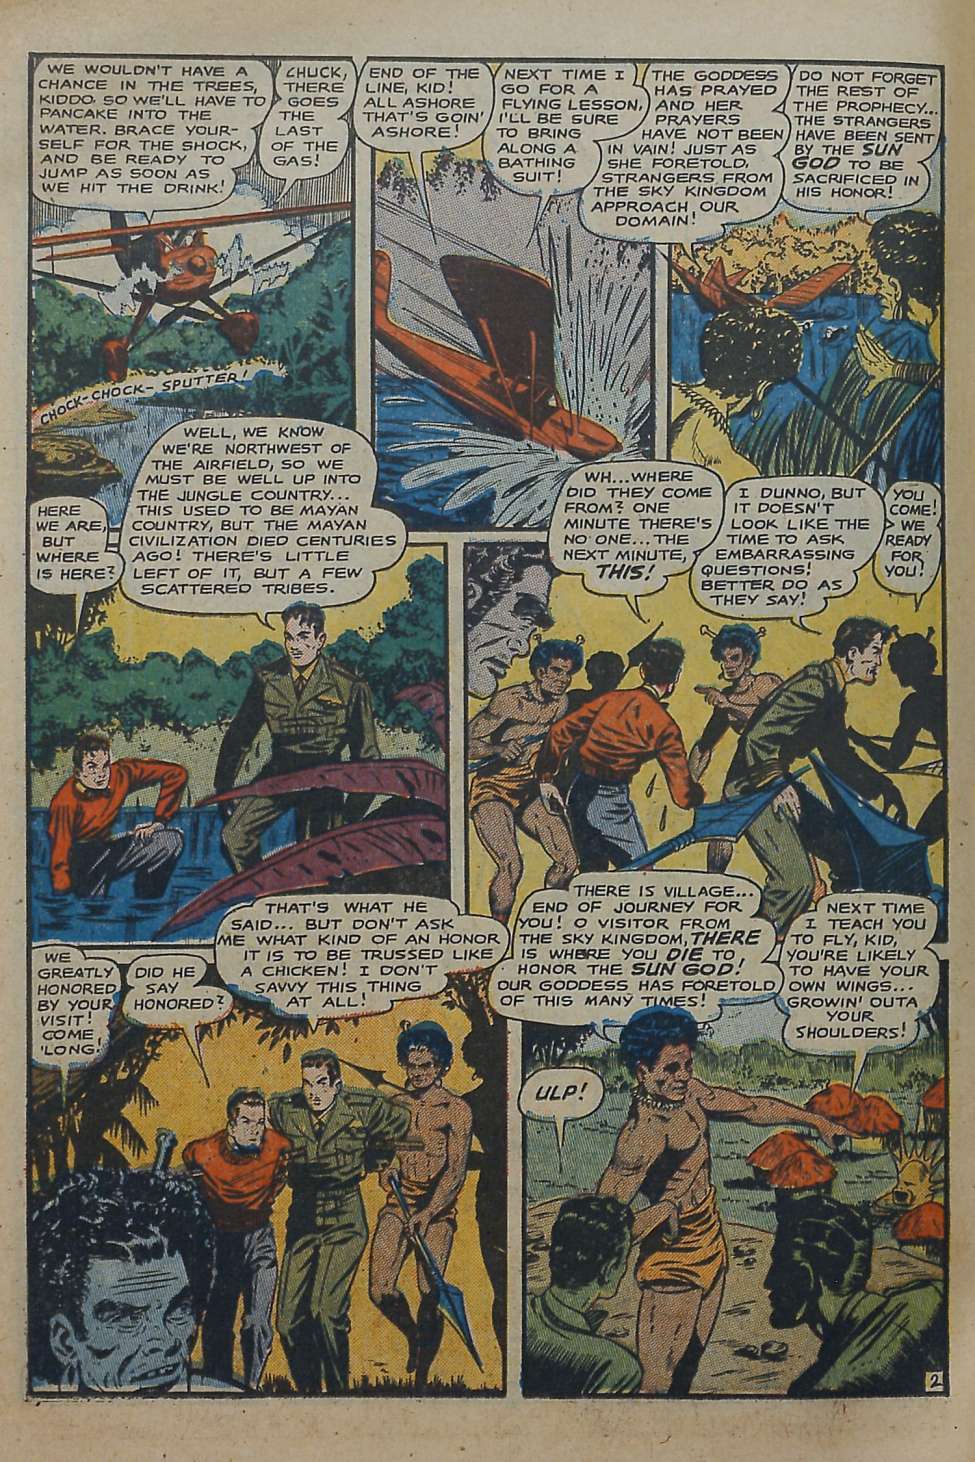 WE WOULDN'T HAVE A
CHANCE IN THE TREES,
KIDDO, SO WE'LL HAVE TO
PANCAKE INTO THE
WATER. BRACE YOUR-
SELF FOR THE SHOCK,
AND BE READY TO
JUMP AS SOON AS
WE HIT THE DRINK!
CHUCK,
THERE
GOES
THE
LAST
OF THE
GAS!
CHOCK-CHOCK-SPUTTER!
END OF THE
LINE, KID!
ALL ASHORE
THAT'S GOIN'
ASHORE!
NEXT TIME I
GO FOR A
FLYING LESSON,
I'LL BE SURE
TO BRING
ALONG A
BATHING
SUIT!
THE GODDESS
HAS PRAYED
AND HER
PRAYERS
HAVE NOT BEEN
IN VAIN! JUST AS
SHE FORETOLD,
STRANGERS FROM
THE SKY KINGDOM
APPROACH OUR
DOMAIN!
DO NOT FORGET
THE REST OF
THE PROPHECY...
THE STRANGERS
HAVE BEEN SENT
BY THE SUN
GOD TO BE
SACRIFICED IN
HIS HONOR!
HERE
WE ARE,
BUT
WHERE
IS HERE?
WELL, WE KNOW
WE'RE NORTHWEST OF
THE AIRFIELD, SO WE
MUST BE WELL UP INTO
THE JUNGLE COUNTRY...
THIS USED TO BE MAYAN
COUNTRY, BUT THE MAYAN
CIVILIZATION DIED CENTURIES
AGO! THERE'S LITTLE
LEFT OF IT, BUT A FEW
SCATTERED TRIBES.
WH...WHERE
DID THEY COME
FROM? ONE
MINUTE THERE'S
NO ONE...THE
NEXT MINUTE,
THIS!
I DUNNO, BUT
IT DOESN'T
LOOK LIKE THE
TIME TO ASK
EMBARRASSING
QUESTIONS!
BETTER DO AS
THEY SAY!
YOU
COME!
WE
READY
FOR
YOU!
WE
GREATLY
HONORED
BY YOUR
VISIT!
COME
'LONG!
DID HE
SAY
HONORED?
THAT'S WHAT HE
SAID... BUT DON'T ASK
ME WHAT KIND OF AN HONOR
IT IS TO BE TRUSSED LIKE
A CHICKEN! I DON'T
SAVVY THIS THING
AT ALL!
THERE IS VILLAGE...
END OF JOURNEY FOR
YOU! O VISITOR FROM
THE SKY KINGDOM, THERE
IS WHERE YOU DIE TO
HONOR THE SUN GOD!
OUR GODDESS HAS FORETOLD
OF THIS MANY TIMES!
ULP!
NEXT TIME
I TEACH YOU
TO FLY, KID,
YOU'RE LIKELY
TO HAVE YOUR
OWN WINGS...
GROWIN' OUTA
YOUR
SHOULDERS!
2